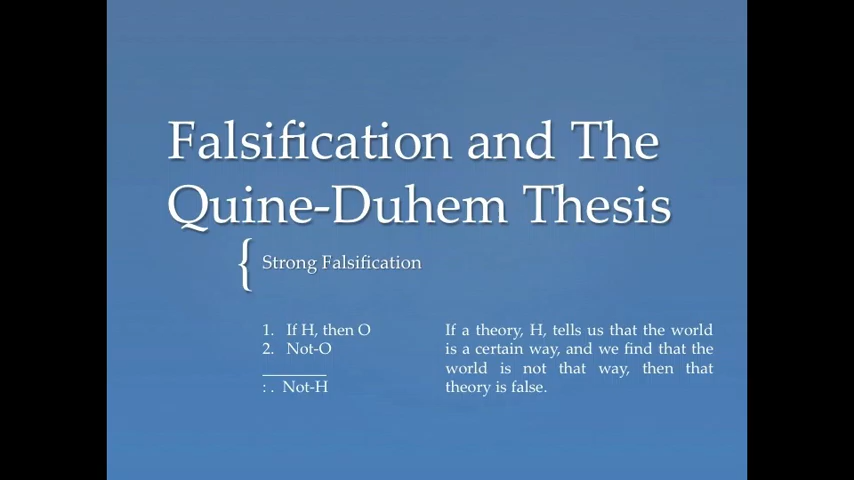 Falsification and The
Quine-Duhem Thesis
{ Strong Falsification
1. If H, then O
2. Not-O
_______
: . Not-H
If a theory, H, tells us that the world
is a certain way, and we find that the
world is not that way, then that
theory is false.